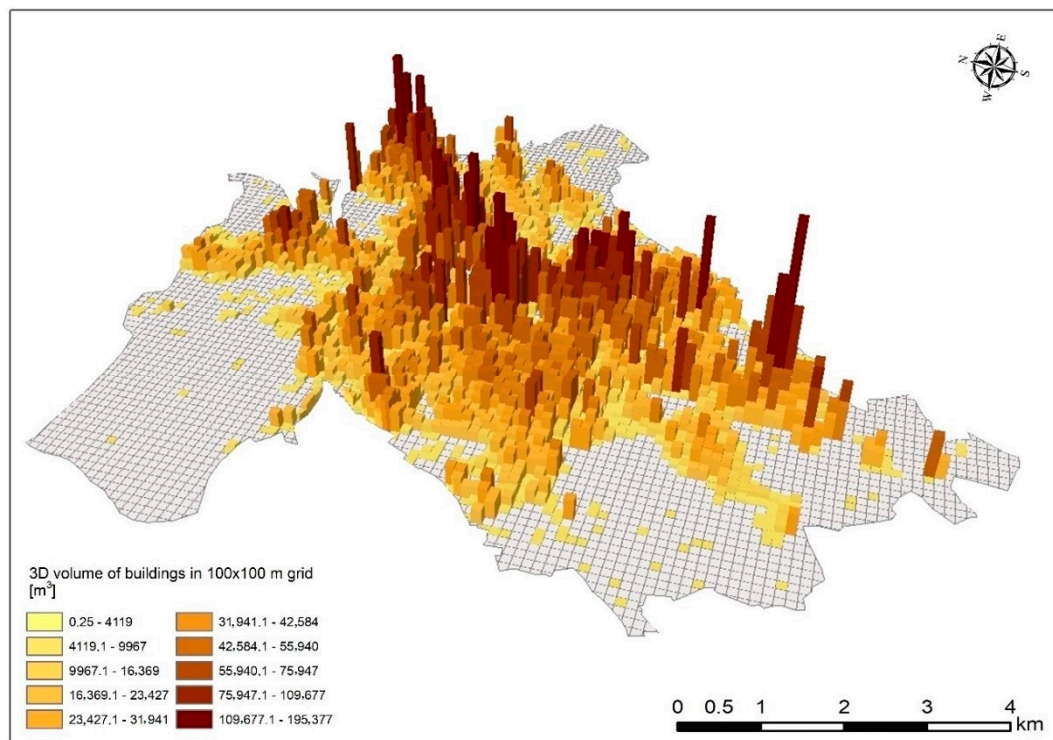 N
E
W
S
3D volume of buildings in 100x100 m grid
[m³]
0.25 - 4119
4119.1 - 9967
9967.1 - 16,369
16,369.1 - 23,427
23,427.1 - 31,941
31,941.1 - 42,584
42,584.1 - 55,940
55,940.1 - 75,947
75,947.1 - 109,677
109,677.1 - 195,377
0 0.5 1 2 3 4
km